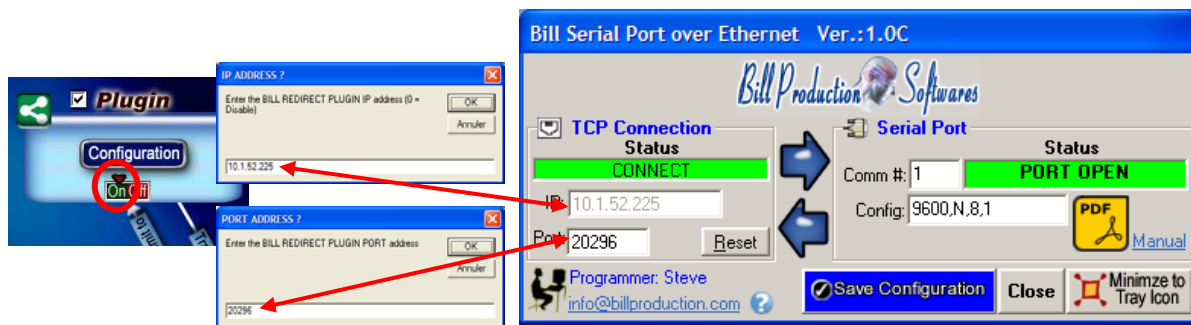 Plugin
Configuration
On Off
IP ADDRESS ?
Enter the BILL REDIRECT PLUGIN IP address (0 =
Disable)
OK
Annuler
10.1.52.225
PORT ADDRESS ?
Enter the BILL REDIRECT PLUGIN PORT address
OK
Annuler
20296
Bill Serial Port over Ethernet Ver.:1.0C
Bill Production Softwares
TCP Connection
Status
CONNECT
IP: 10.1.52.225
Port: 20296
Reset
Serial Port
Status
Comm #: 1
PORT OPEN
Config: 9600,N,8,1
PDF
Manual
Programmer: Steve
info@billproduction.com
Save Configuration
Close
Minimze to
Tray Icon